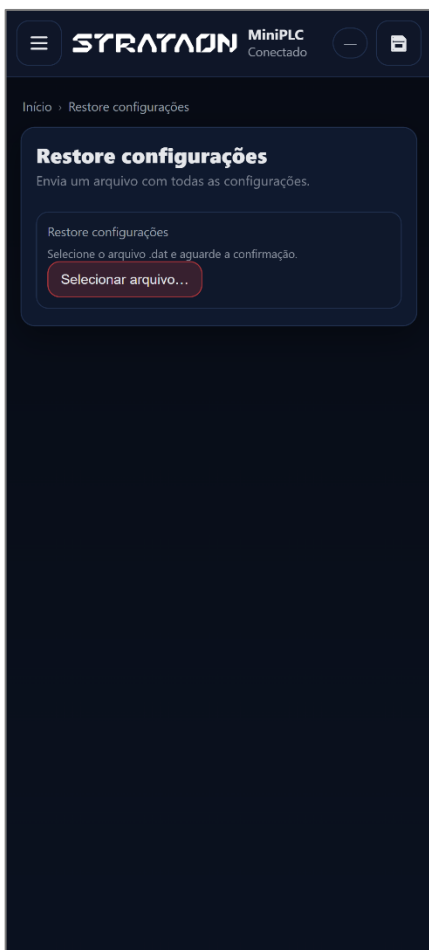 STRATAON
MiniPLC
Conectado
Início › Restore configurações
Restore configurações
Envia um arquivo com todas as configurações.
Restore configurações
Selecione o arquivo .dat e aguarde a confirmação.
Selecionar arquivo...